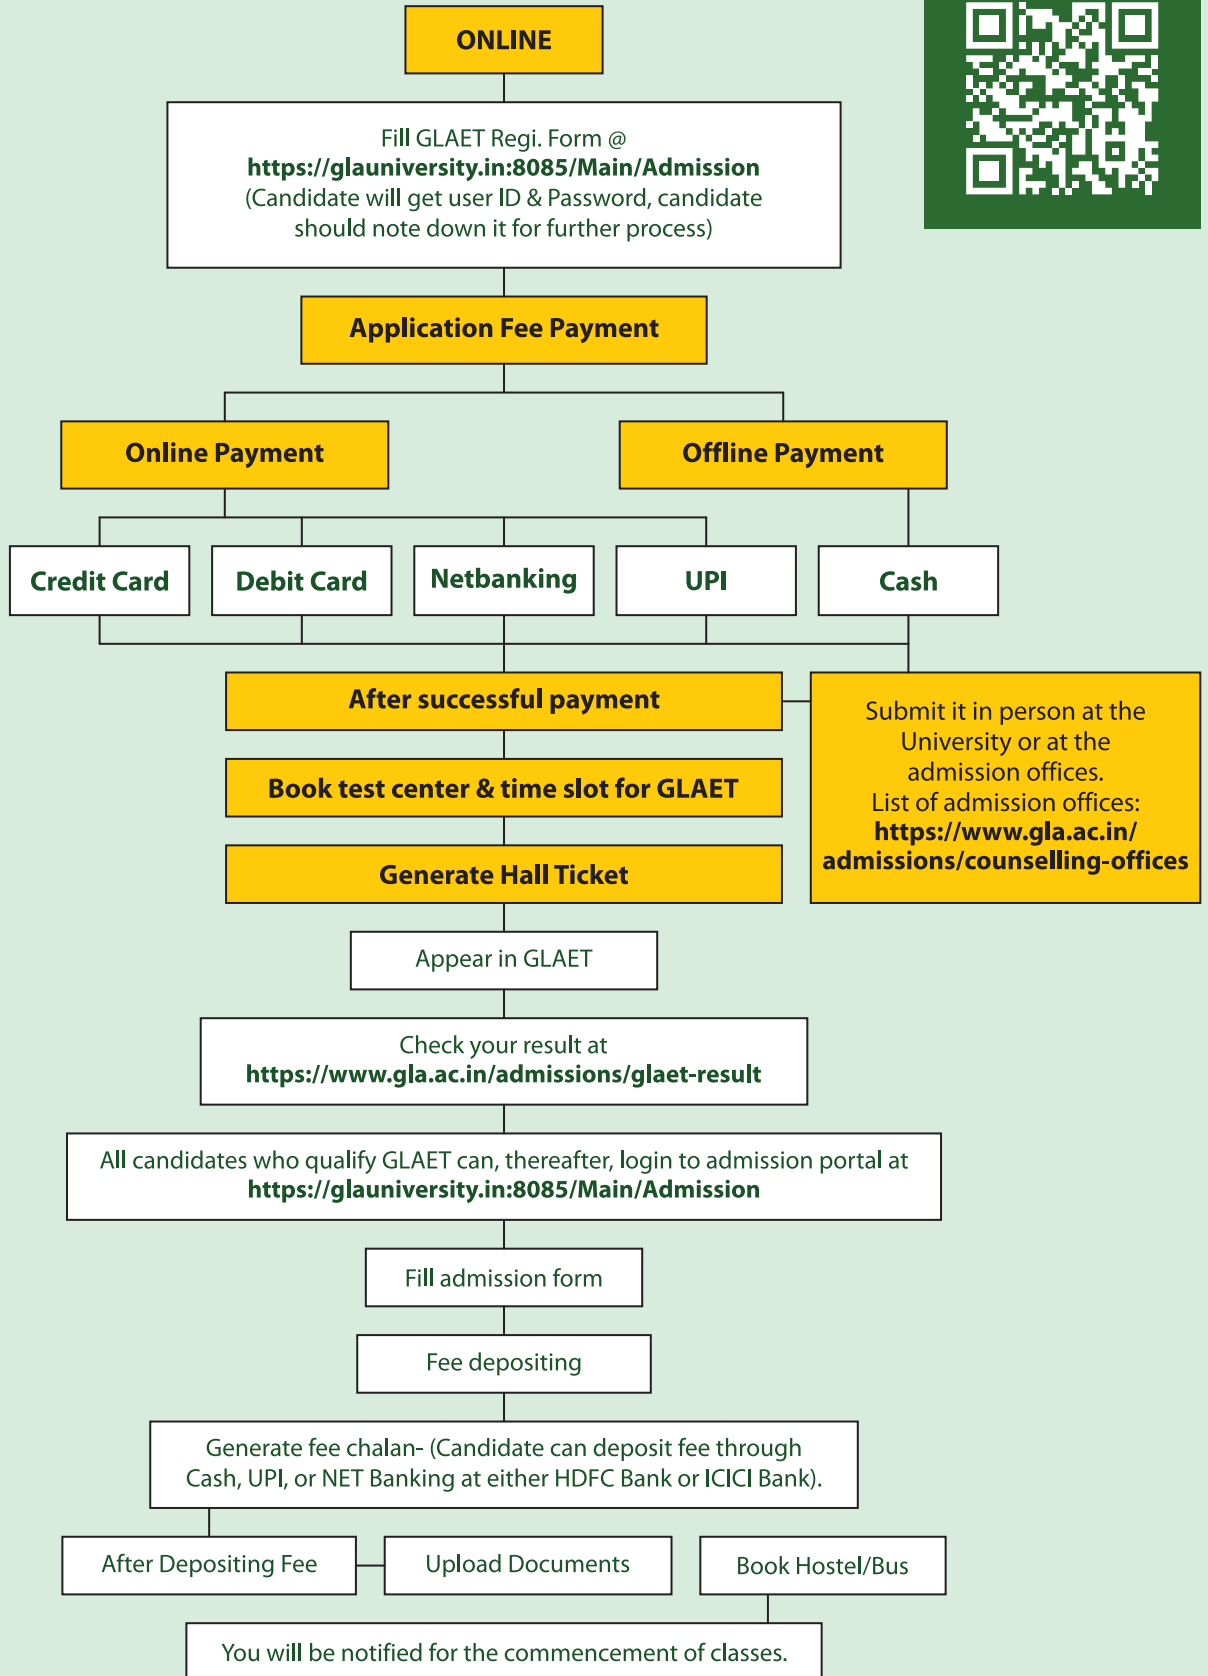 ONLINE
Fill GLAET Regi. Form @
https://glauniversity.in:8085/Main/Admission
(Candidate will get user ID & Password, candidate
should note down it for further process)
Application Fee Payment
Online Payment
Offline Payment
Credit Card
Debit Card
Netbanking
UPI
Cash
After successful payment
Submit it in person at the
University or at the
admission offices.
List of admission offices:
https://www.gla.ac.in/
admissions/counselling-offices
Book test center & time slot for GLAET
Generate Hall Ticket
Appear in GLAET
Check your result at
https://www.gla.ac.in/admissions/glaet-result
All candidates who qualify GLAET can, thereafter, login to admission portal at
https://glauniversity.in:8085/Main/Admission
Fill admission form
Fee depositing
Generate fee chalan- (Candidate can deposit fee through
Cash, UPI, or NET Banking at either HDFC Bank or ICICI Bank).
After Depositing Fee
Upload Documents
Book Hostel/Bus
You will be notified for the commencement of classes.